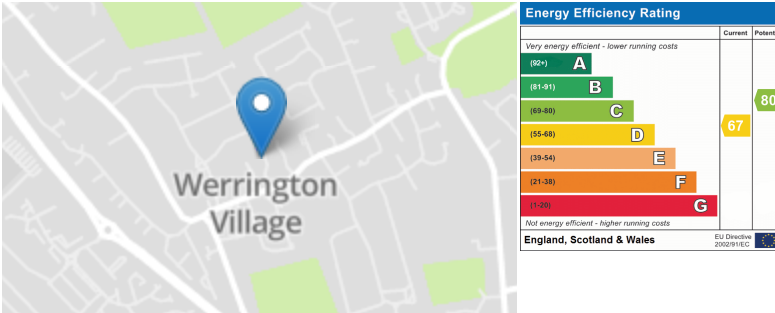 Werrington
Village
Energy Efficiency Rating
Current Potent
Very energy efficient - lower running costs
(92+) A
(81-91) B
(69-80) C
80
(55-68) D
67
(39-54) E
(21-38) F
(1-20) G
Not energy efficient - higher running costs
England, Scotland & Wales
EU Directive
2002/91/EC